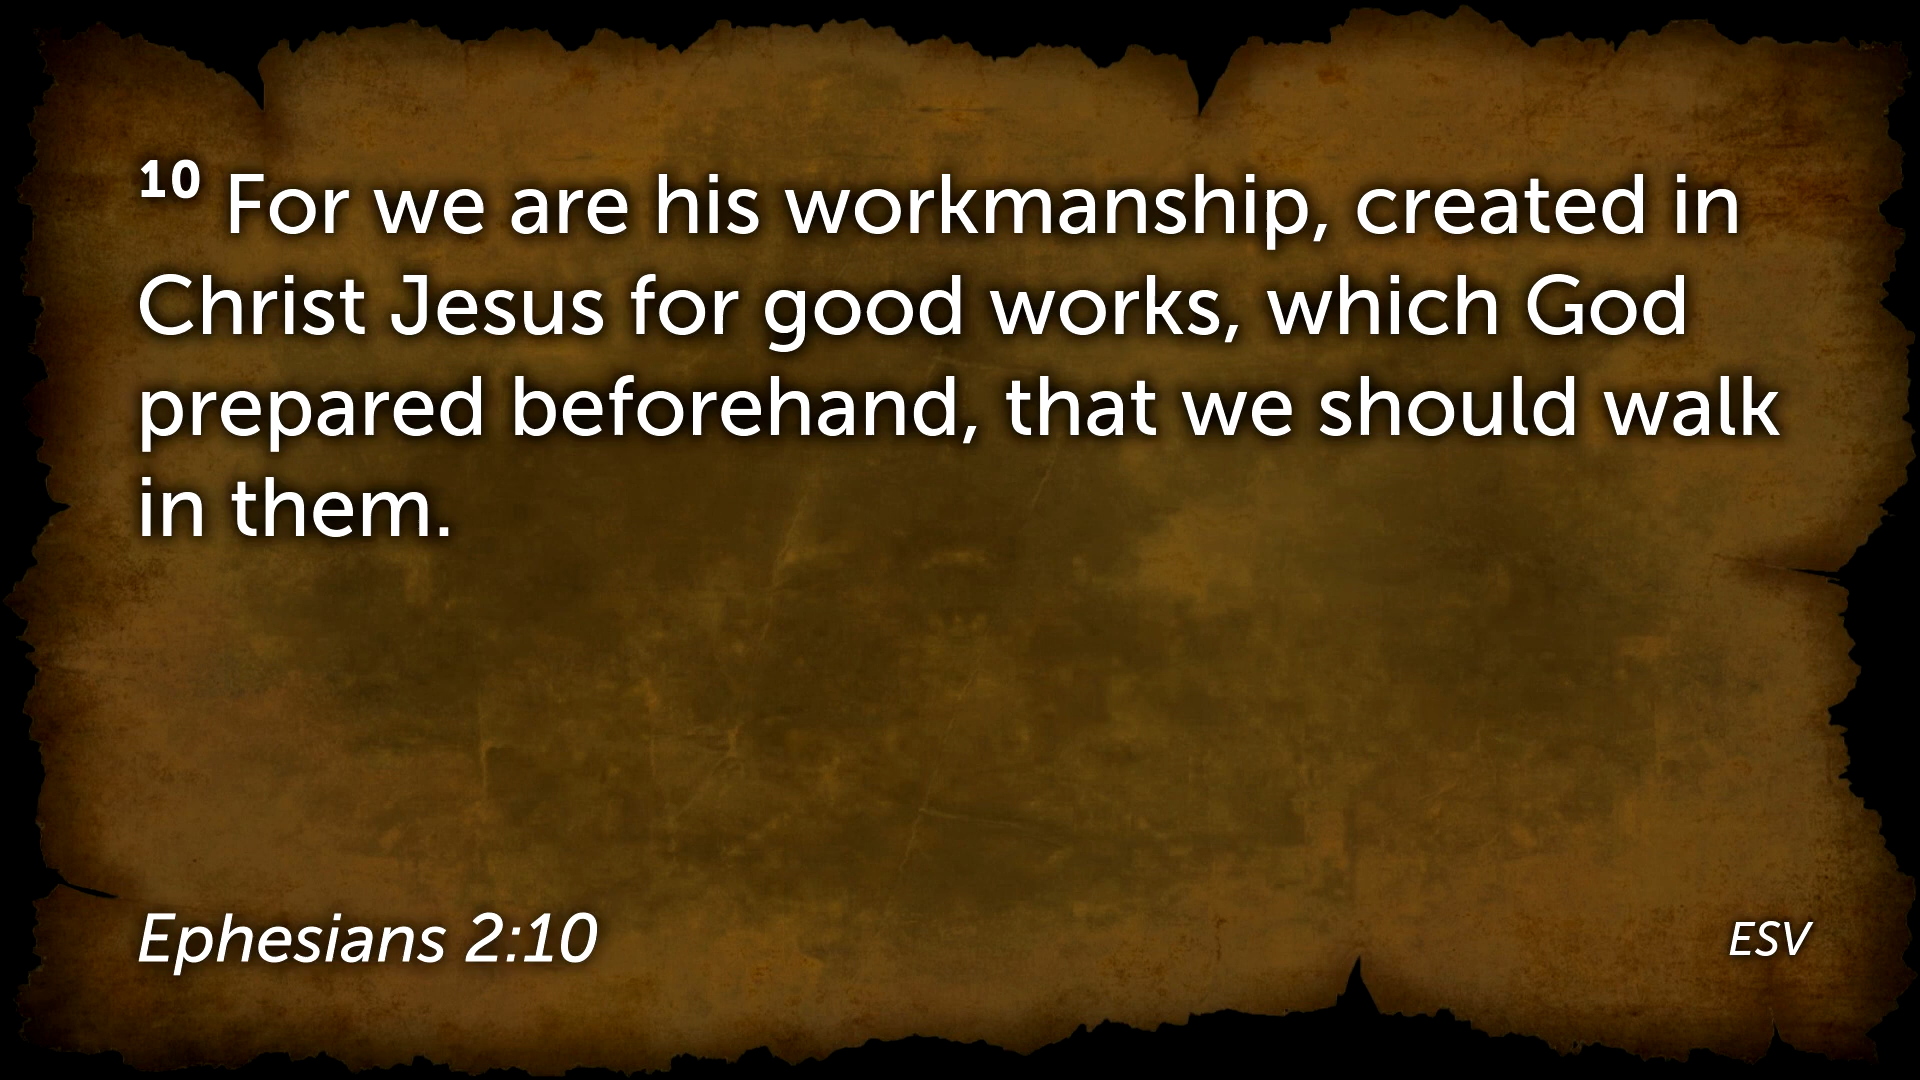 10 For we are his workmanship, created in
Christ Jesus for good works, which God
prepared beforehand, that we should walk
in them.
Ephesians 2:10
ESV